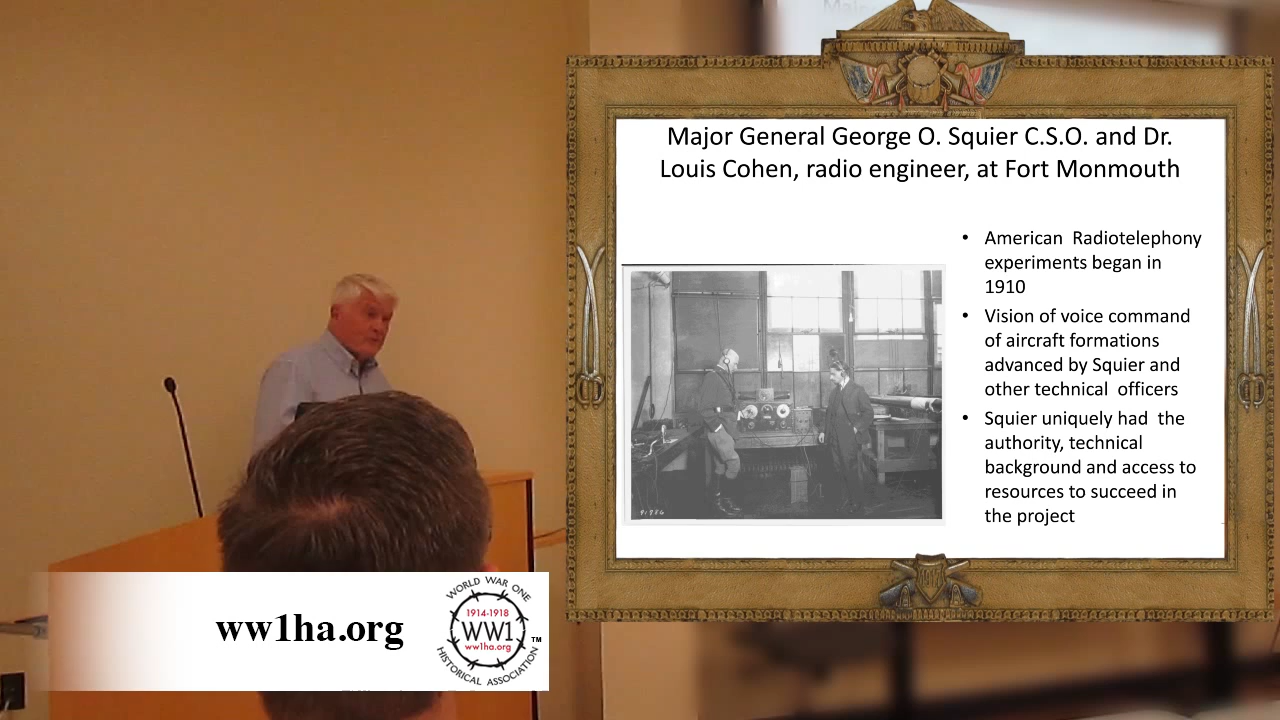 Major General George O. Squier C.S.O. and Dr.
Louis Cohen, radio engineer, at Fort Monmouth
• American Radiotelephony
experiments began in
1910
• Vision of voice command
of aircraft formations
advanced by Squier and
other technical officers
• Squier uniquely had the
authority, technical
background and access to
resources to succeed in
the project
ww1ha.org
WORLD WAR ONE
1914-1918
WW1
ww1ha.org
HISTORICAL ASSOCIATION
TM